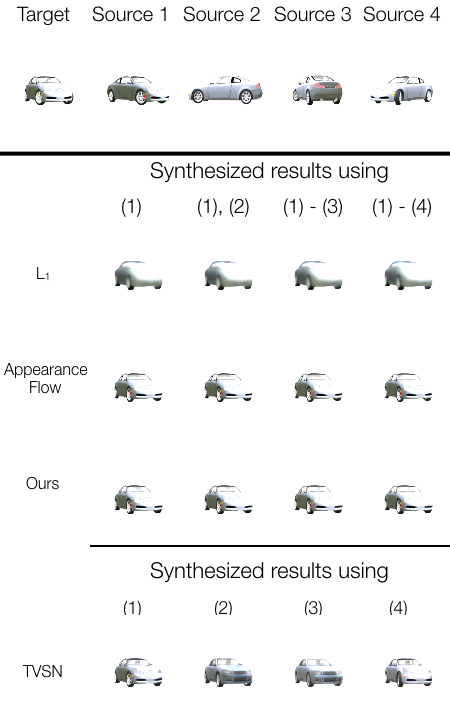 Target Source 1 Source 2 Source 3 Source 4
Synthesized results using
(1) (1), (2) (1) - (3) (1) - (4)
L₁
Appearance
Flow
Ours
Synthesized results using
(1) (2) (3) (4)
TVSN